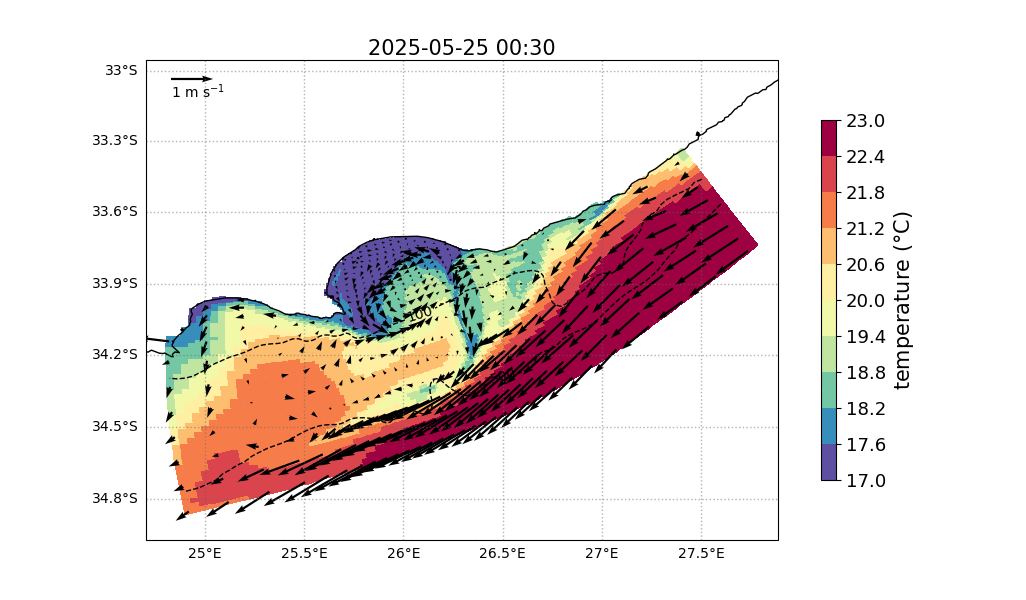 2025-05-25 00:30
1 m s⁻¹
33°S
33.3°S
33.6°S
33.9°S
34.2°S
34.5°S
34.8°S
25°E
25.5°E
26°E
26.5°E
27°E
27.5°E
100
23.0
22.4
21.8
21.2
20.6
20.0
19.4
18.8
18.2
17.6
17.0
temperature (°C)